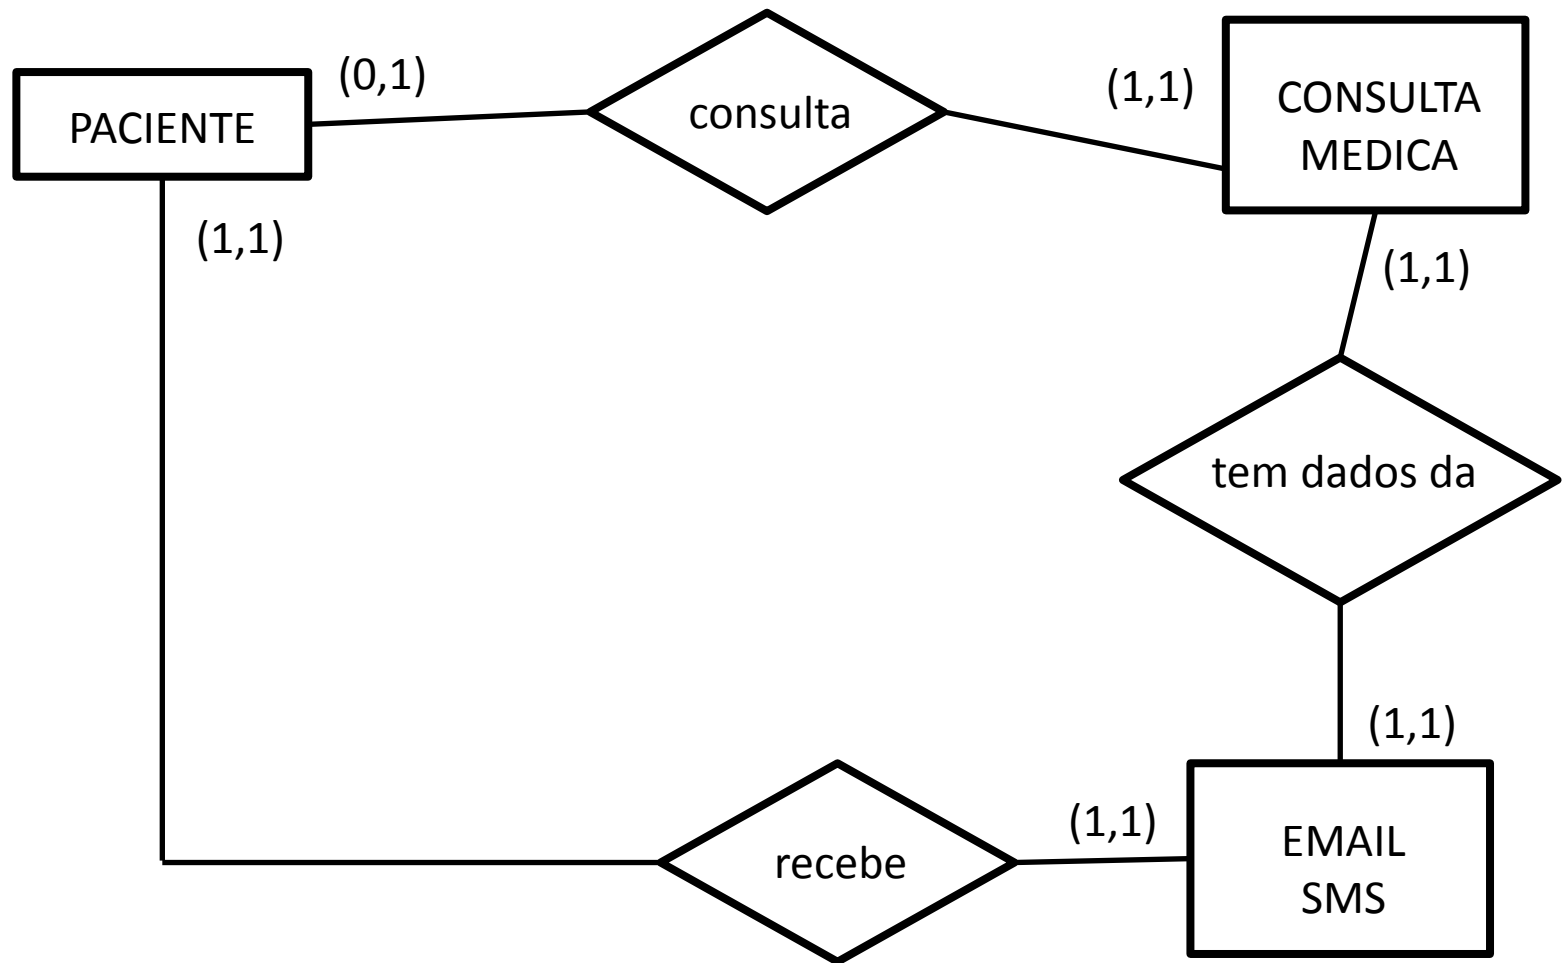 (0,1)
PACIENTE
consulta
(1,1)
CONSULTA
MEDICA
(1,1)
(1,1)
tem dados da
(1,1)
(1,1)
recebe
EMAIL
SMS